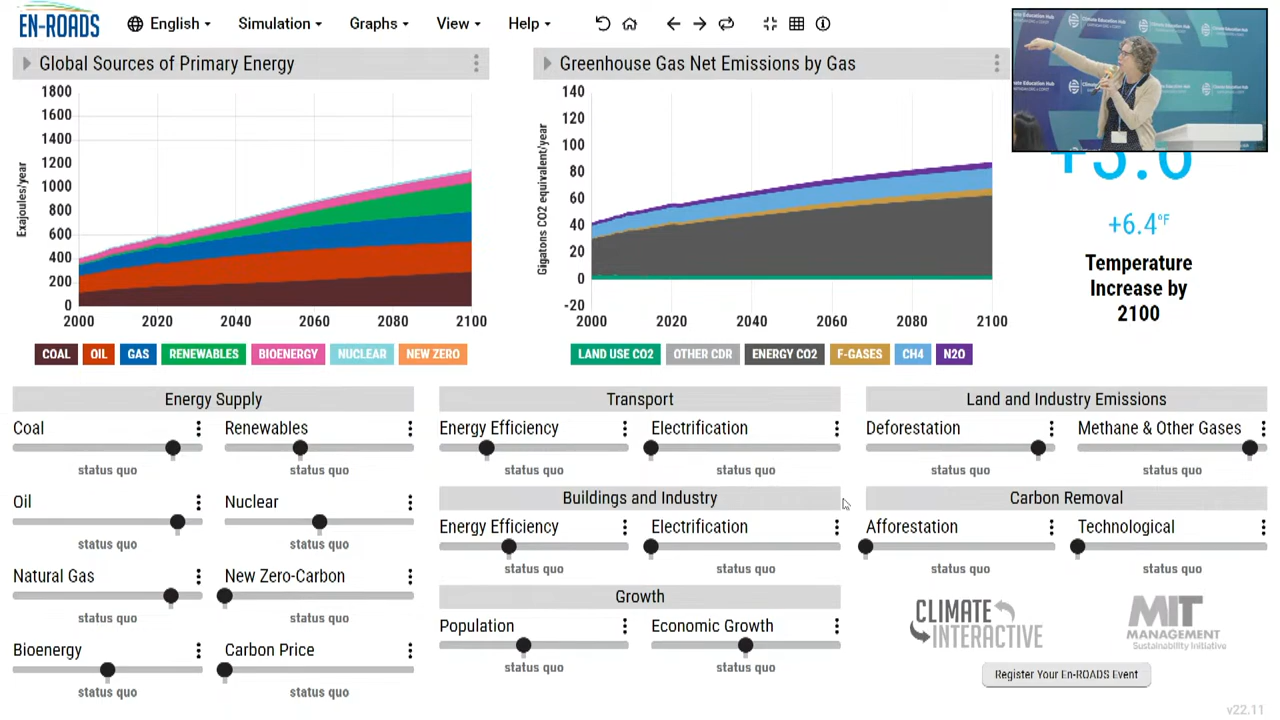 EN-ROADS
English
Simulation
Graphs
View
Help
Global Sources of Primary Energy
1800
1600
1400
1200
1000
800
600
400
200
0
Exajoules/year
2000 2020 2040 2060 2080 2100
COAL OIL GAS RENEWABLES BIOENERGY NUCLEAR NEW ZERO
Greenhouse Gas Net Emissions by Gas
140
120
100
80
60
40
20
0
-20
Gigatons CO2 equivalent/year
2000 2020 2040 2060 2080 2100
LAND USE CO2 OTHER CDR ENERGY CO2 F-GASES CH4 N2O
+6.4°F
Temperature
Increase by
2100
Energy Supply
Coal
status quo
Renewables
status quo
Oil
status quo
Nuclear
status quo
Natural Gas
status quo
New Zero-Carbon
status quo
Bioenergy
status quo
Carbon Price
status quo
Transport
Energy Efficiency
status quo
Electrification
status quo
Buildings and Industry
Energy Efficiency
status quo
Electrification
status quo
Growth
Population
status quo
Economic Growth
status quo
Land and Industry Emissions
Deforestation
status quo
Methane & Other Gases
status quo
Carbon Removal
Afforestation
status quo
Technological
status quo
CLIMATE
INTERACTIVE
MIT
MANAGEMENT
Sustainability Initiative
Register Your En-ROADS Event
v22.11